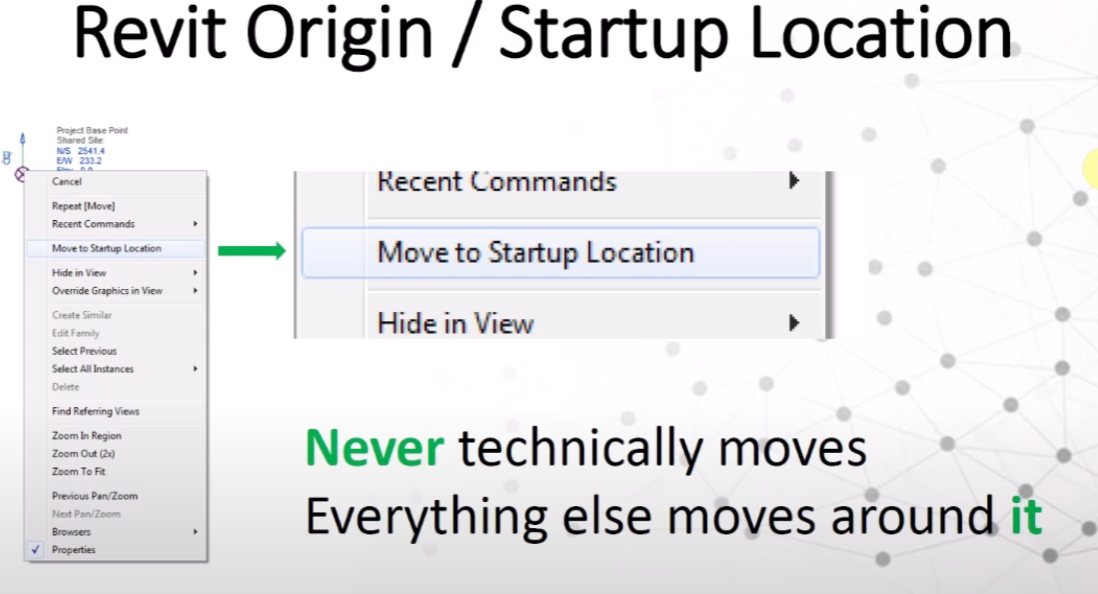 Revit Origin / Startup Location
Project Base Point
Shared Site:
N/S 2541.4
E/W 233.2
Elev 0.0
Cancel
Repeat [Move]
Recent Commands
Move to Startup Location
Hide in View
Override Graphics in View
Create Similar
Edit Family
Select Previous
Select All Instances
Delete
Find Referring Views
Zoom In Region
Zoom Out (2x)
Zoom To Fit
Previous Pan/Zoom
Next Pan/Zoom
Browsers
Properties
Recent Commands
Move to Startup Location
Hide in View
Never technically moves
Everything else moves around it